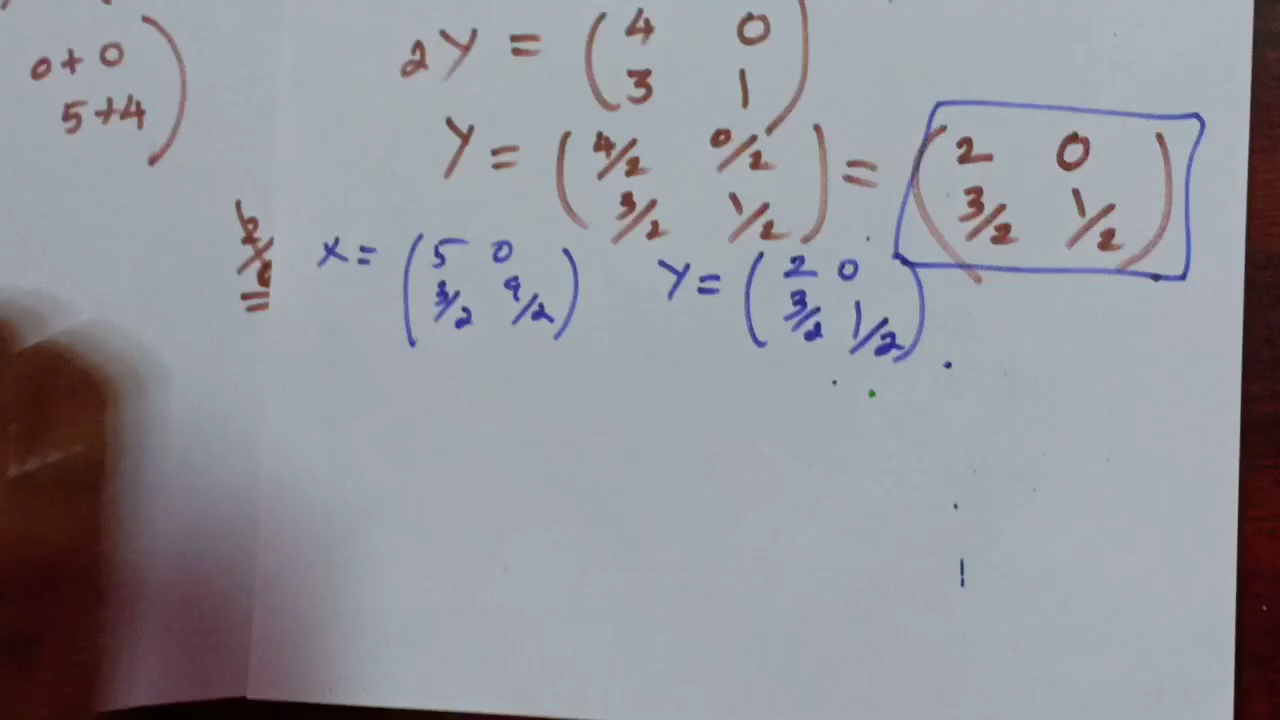 0+0
5+4
2Y = (4 0
3 1)
Y = (4/2 0/2
3/2 1/2) = (2 0
3/2 1/2)
X = (5 0
3/2 9/2)
Y = (2 0
3/2 1/2)